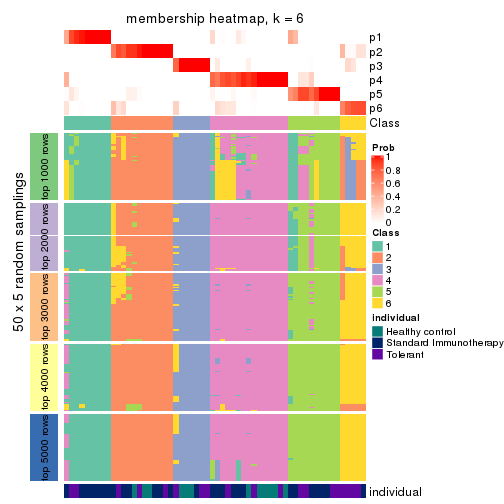 membership heatmap, k = 6
p1
p2
p3
p4
p5
p6
Class
50 x 5 random samplings
top 1000 rows
top 2000 rows
top 3000 rows
top 4000 rows
top 5000 rows
individual
Prob
1
0.8
0.6
0.4
0.2
0
Class
1
2
3
4
5
6
individual
Healthy control
Standard Immunotherapy
Tolerant